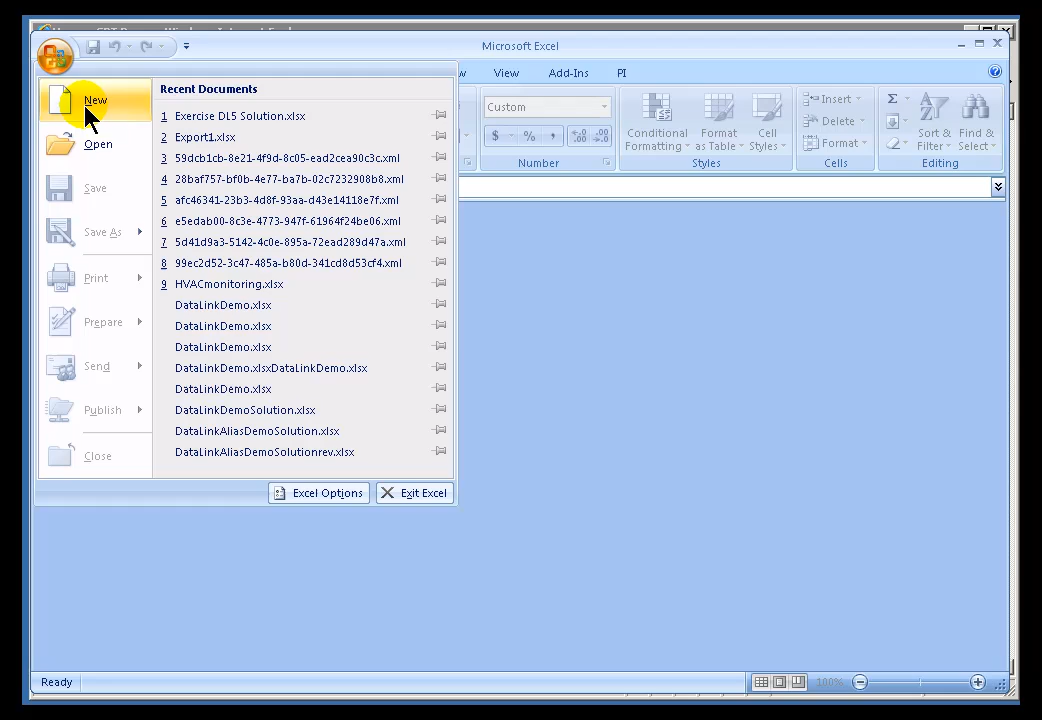 Microsoft Excel
View Add-Ins PI
New
Open
Save
Save As
Print
Prepare
Send
Publish
Close
Recent Documents
1 Exercise DL5 Solution.xlsx
2 Export1.xlsx
3 59dcb1cb-8e21-4f9d-8c05-ead2cea90c3c.xml
4 28baf757-bf0b-4e77-ba7b-02c7232908b8.xml
5 afc46341-23b3-4d8f-93aa-d43e14118e7f.xml
6 e5edab00-8c3e-4773-947f-61964f24be06.xml
7 5d41d9a3-5142-4c0e-895a-72ead289d47a.xml
8 99ec2d52-3c47-485a-b80d-341cd8d53cf4.xml
9 HVACmonitoring.xlsx
DataLinkDemo.xlsx
DataLinkDemo.xlsx
DataLinkDemo.xlsx
DataLinkDemo.xlsxDataLinkDemo.xlsx
DataLinkDemo.xlsx
DataLinkDemoSolution.xlsx
DataLinkAliasDemoSolution.xlsx
DataLinkAliasDemoSolutionrev.xlsx
Excel Options Exit Excel
Custom
$ % ,
Number
Conditional Formatting
Format as Table
Cell Styles
Styles
Insert
Delete
Format
Cells
Σ
Sort & Filter
Find & Select
Editing
Ready
100%